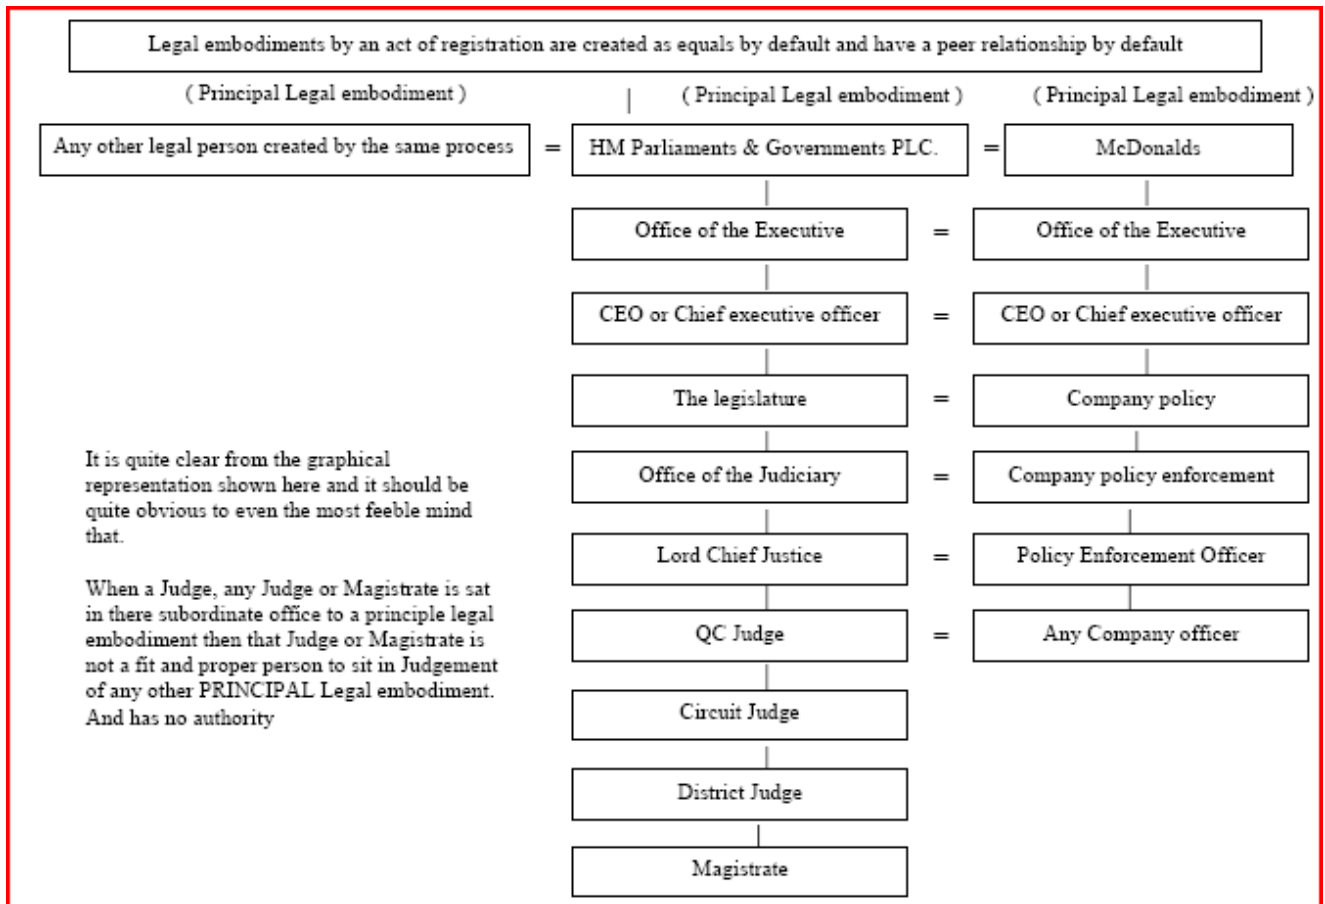 Legal embodiments by an act of registration are created as equals by default and have a peer relationship by default
( Principal Legal embodiment )
( Principal Legal embodiment )
( Principal Legal embodiment )
Any other legal person created by the same process
=
HM Parliaments & Governments PLC.
=
McDonalds
Office of the Executive
=
Office of the Executive
CEO or Chief executive officer
=
CEO or Chief executive officer
The legislature
=
Company policy
Office of the Judiciary
=
Company policy enforcement
Lord Chief Justice
=
Policy Enforcement Officer
QC Judge
=
Any Company officer
Circuit Judge
District Judge
Magistrate
It is quite clear from the graphical
representation shown here and it should be
quite obvious to even the most feeble mind
that.
When a Judge, any Judge or Magistrate is sat
in there subordinate office to a principle legal
embodiment then that Judge or Magistrate is
not a fit and proper person to sit in Judgement
of any other PRINCIPAL Legal embodiment.
And has no authority